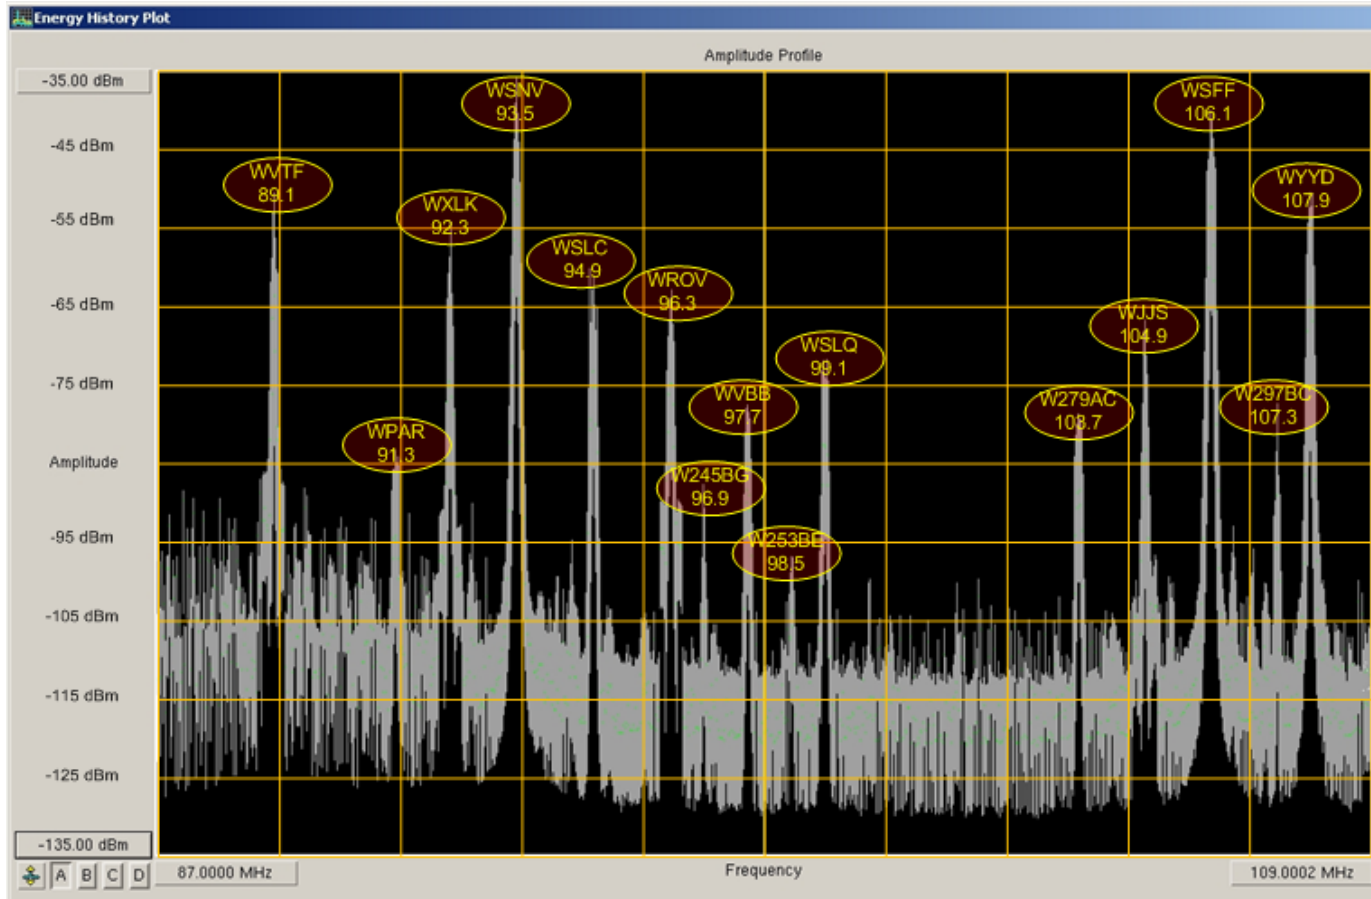 Energy History Plot
Amplitude Profile
-35.00 dBm
-45 dBm
-55 dBm
-65 dBm
-75 dBm
Amplitude
-95 dBm
-105 dBm
-115 dBm
-125 dBm
-135.00 dBm
WVTF
89.1
WPAR
91.3
WXLK
92.3
WSNV
93.5
WSLC
94.9
WROV
96.3
W245BG
96.9
WVBB
97.7
W253BE
98.5
WSLQ
99.1
W279AC
103.7
WJJS
104.9
WSFF
106.1
W297BC
107.3
WYYD
107.9
A B C D
87.0000 MHz
Frequency
109.0002 MHz